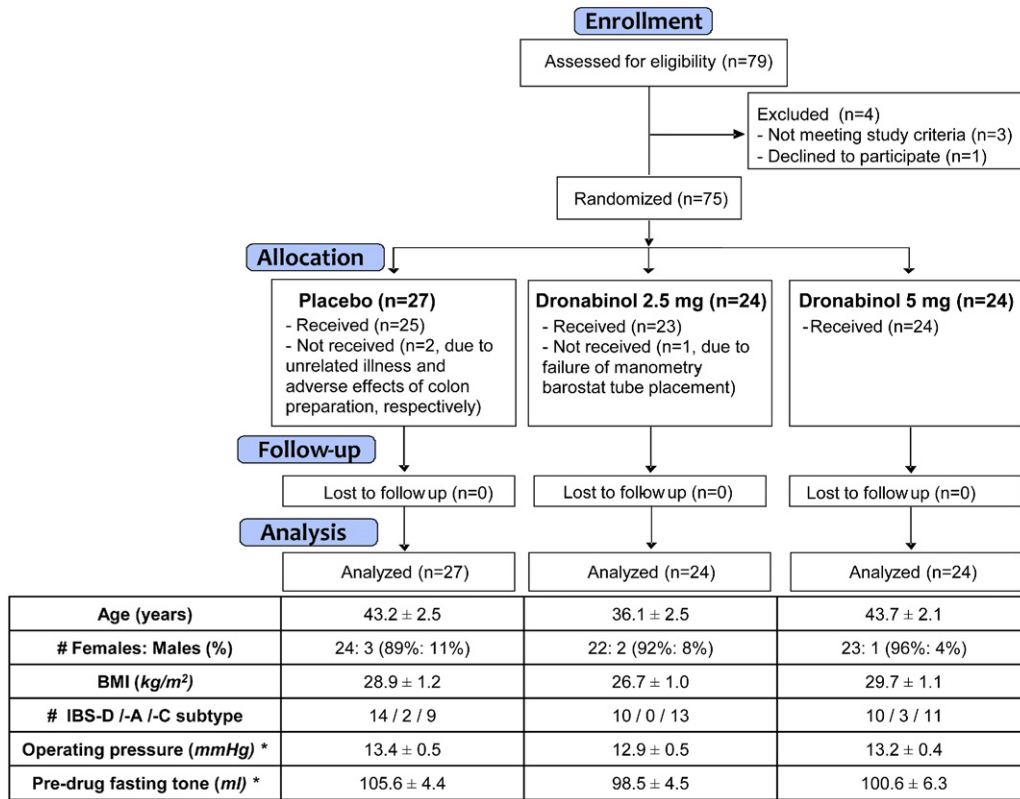 Enrollment
Assessed for eligibility (n=79)
Excluded (n=4)
- Not meeting study criteria (n=3)
- Declined to participate (n=1)
Randomized (n=75)
Allocation
Placebo (n=27)
- Received (n=25)
- Not received (n=2, due to
unrelated illness and
adverse effects of colon
preparation, respectively)
Dronabinol 2.5 mg (n=24)
- Received (n=23)
- Not received (n=1, due to
failure of manometry
barostat tube placement)
Dronabinol 5 mg (n=24)
-Received (n=24)
Follow-up
Lost to follow up (n=0)
Lost to follow up (n=0)
Lost to follow up (n=0)
Analysis
Analyzed (n=27)
Analyzed (n=24)
Analyzed (n=24)
Age (years) 43.2 ± 2.5 36.1 ± 2.5 43.7 ± 2.1
# Females: Males (%) 24: 3 (89%: 11%) 22: 2 (92%: 8%) 23: 1 (96%: 4%)
BMI (kg/m²) 28.9 ± 1.2 26.7 ± 1.0 29.7 ± 1.1
# IBS-D /-A /-C subtype 14 / 2 / 9 10 / 0 / 13 10 / 3 / 11
Operating pressure (mmHg) * 13.4 ± 0.5 12.9 ± 0.5 13.2 ± 0.4
Pre-drug fasting tone (ml) * 105.6 ± 4.4 98.5 ± 4.5 100.6 ± 6.3